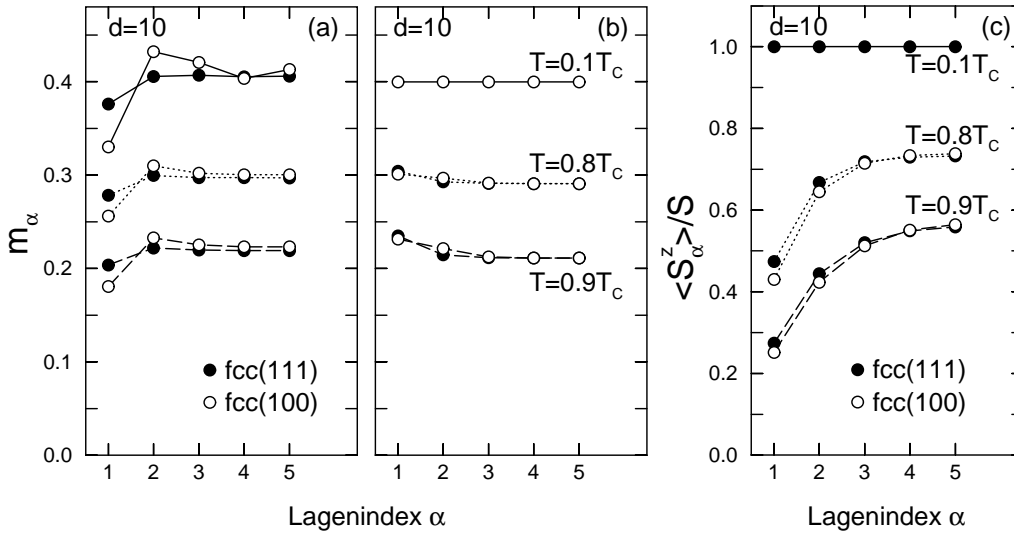 d=10
(a)
m_α
0.4
0.3
0.2
0.1
0.0
fcc(111)
fcc(100)
1 2 3 4 5
d=10
(b)
T=0.1T_C
T=0.8T_C
T=0.9T_C
1 2 3 4 5
Lagenindex α
d=10
(c)
<S_α^z>/S
1.0
0.8
0.6
0.4
0.2
0.0
T=0.1T_C
T=0.8T_C
T=0.9T_C
fcc(111)
fcc(100)
1 2 3 4 5
Lagenindex α